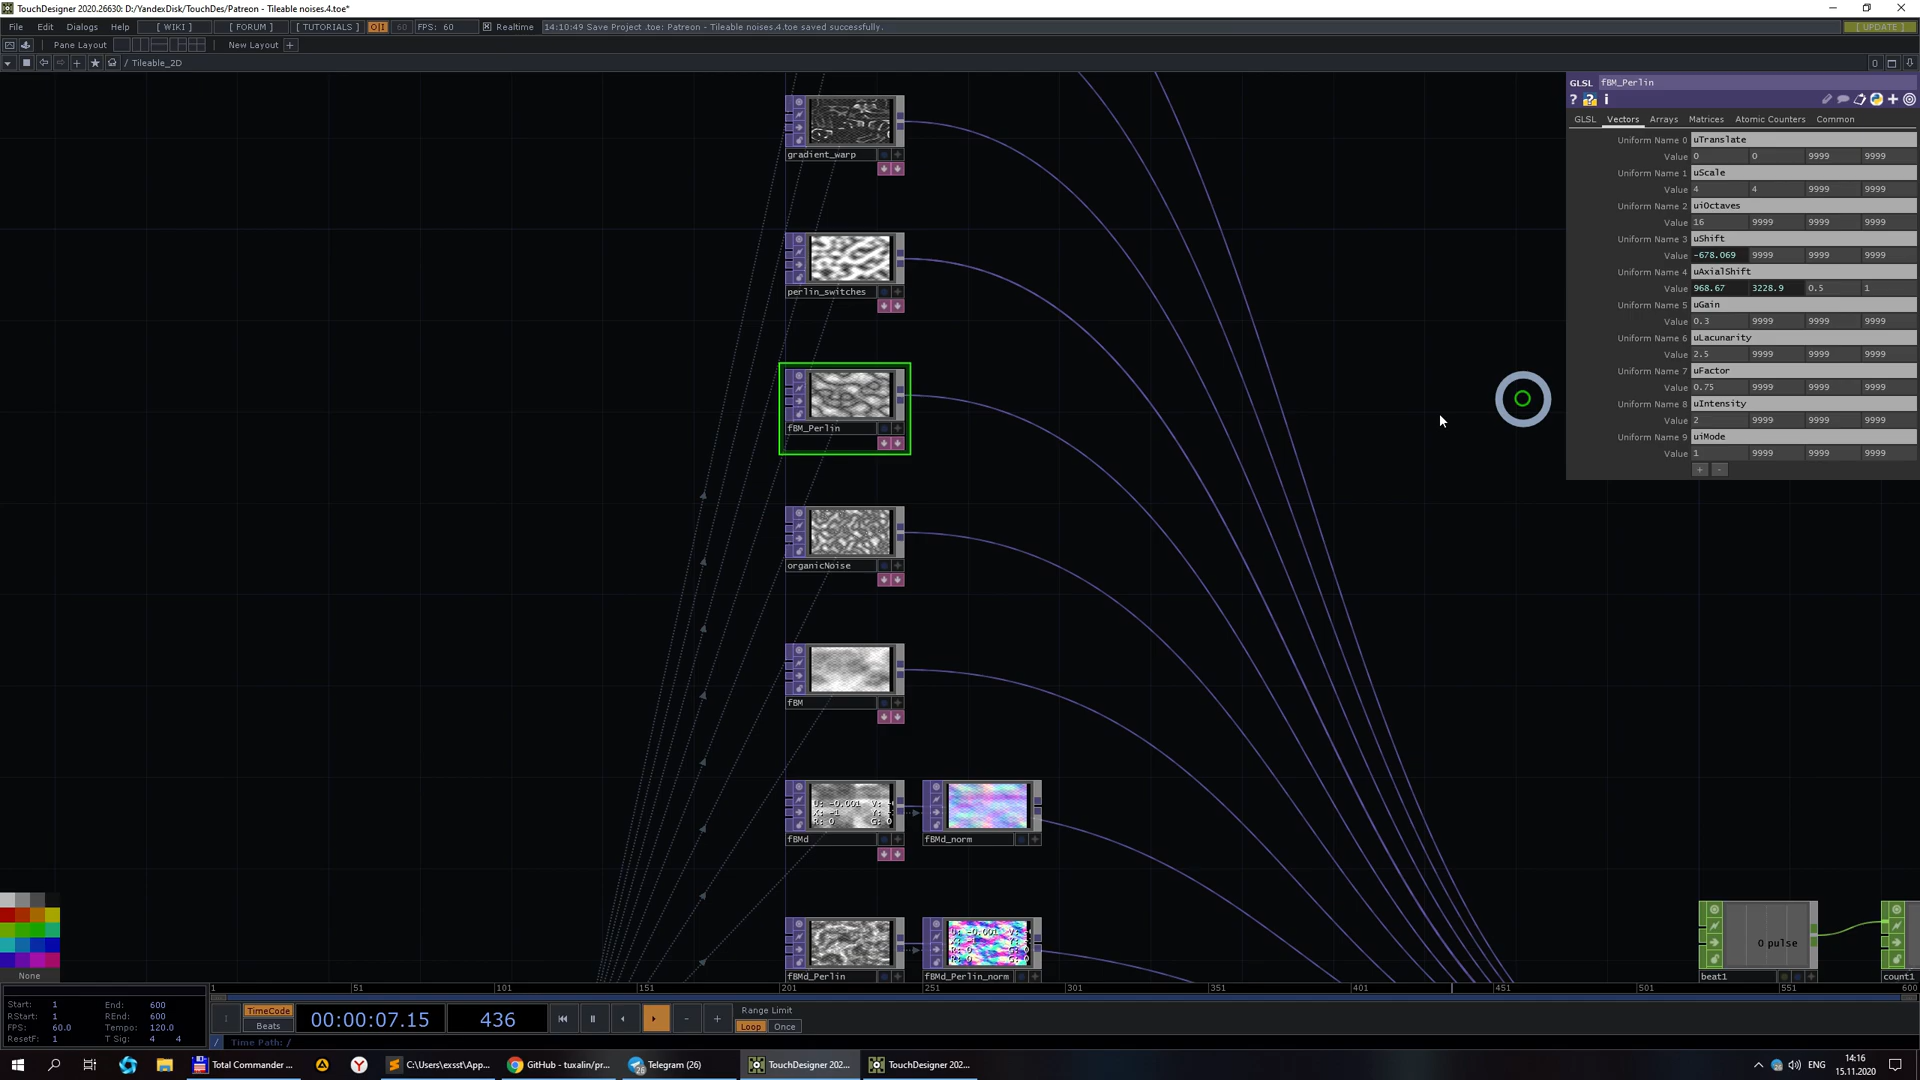 TouchDesigner 2020.26630: D:/YandexDisk/TouchDes/Patreon - Tileable noises.4.toe*
File Edit Dialogs Help [ WIKI ] [ FORUM ] [ TUTORIALS ] O|I 60 FPS: 60 Realtime 14:10:49 Save Project .toe: Patreon - Tileable noises.4.toe saved successfully. [ UPDATE ]
Pane Layout New Layout +
/ Tileable_2D 0
GLSL fBM_Perlin
? i
GLSL Vectors Arrays Matrices Atomic Counters Common
Uniform Name 0 uTranslate
Value 0 0 9999 9999
Uniform Name 1 uScale
Value 4 4 9999 9999
Uniform Name 2 uiOctaves
Value 16 9999 9999 9999
Uniform Name 3 uShift
Value -678.069 9999 9999 9999
Uniform Name 4 uAxialShift
Value 968.67 3228.9 0.5 1
Uniform Name 5 uGain
Value 0.3 9999 9999 9999
Uniform Name 6 uLacunarity
Value 2.5 9999 9999 9999
Uniform Name 7 uFactor
Value 0.75 9999 9999 9999
Uniform Name 8 uIntensity
Value 2 9999 9999 9999
Uniform Name 9 uiMode
Value 1 9999 9999 9999
+ -
gradient_warp
perlin_switches
fBM_Perlin
organicNoise
fBM
U: -0.001 V:
X: -1 Y:
R: 0 G: 0
fBMd fBMd_norm
U: -0.001 V:
fBMd_Perlin fBMd_Perlin_norm
0 pulse
beat1 count1
None
1 51 101 151 201 251 301 351 401 451 501 551 600
Start: 1 End: 600
RStart: 1 REnd: 600
FPS: 60.0 Tempo: 120.0
ResetF: 1 T Sig: 4 4
TimeCode
Beats
00:00:07.15 436
- +
Range Limit
Loop Once
/ Time Path: /
Total Commander ... C:\Users\exsst\App... GitHub - tuxalin/pr... Telegram (26) TouchDesigner 202... TouchDesigner 202...
26
ENG 14:16
15.11.2020